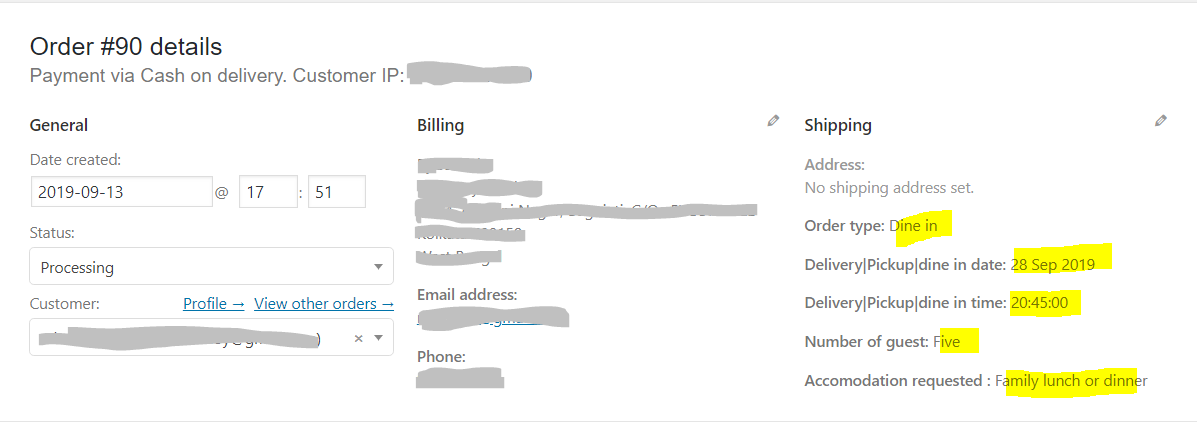 Order #90 details
Payment via Cash on delivery. Customer IP:
General
Date created:
2019-09-13 @ 17 : 51
Status:
Processing
Customer: Profile → View other orders →
× 
Billing
Email address:
Phone:
Shipping
Address:
No shipping address set.
Order type: Dine in
Delivery|Pickup|dine in date: 28 Sep 2019
Delivery|Pickup|dine in time: 20:45:00
Number of guest: Five
Accomodation requested : Family lunch or dinner